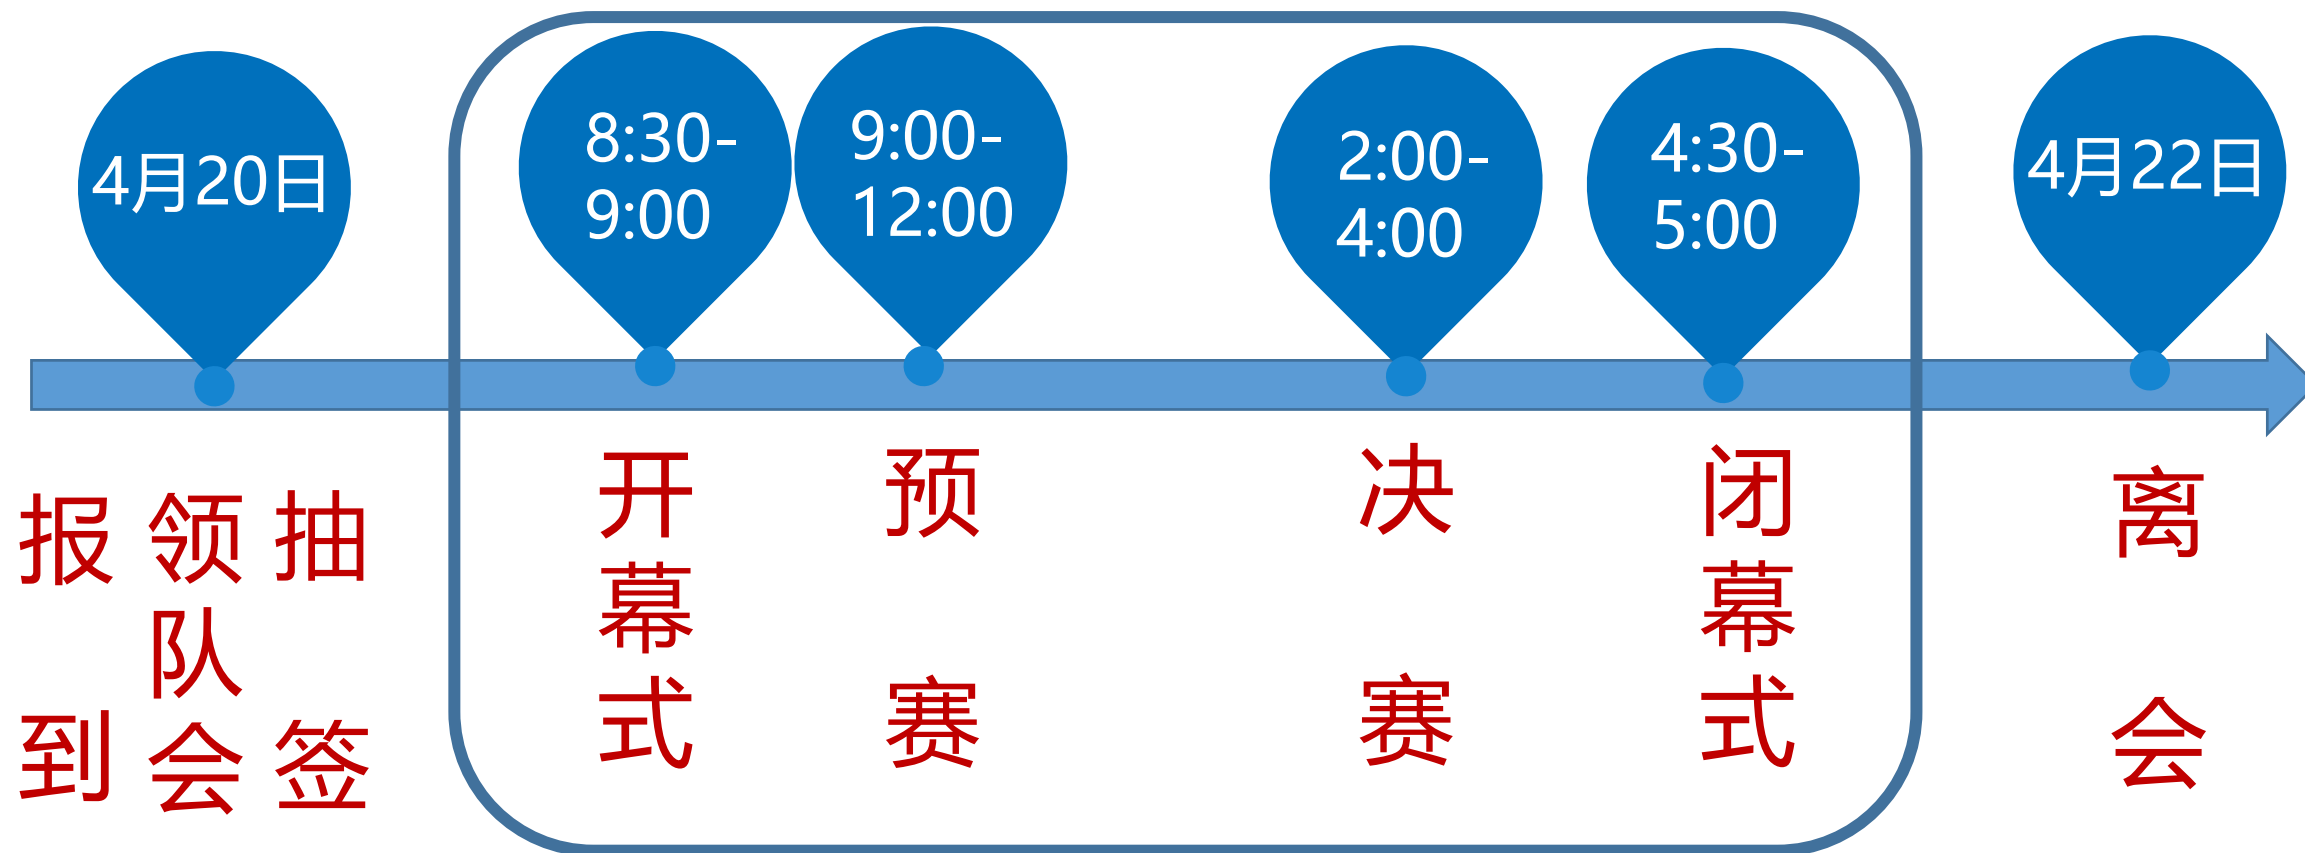 4月20日
8:30-
9:00
9:00-
12:00
2:00-
4:00
4:30-
5:00
4月22日
报到
领队会
抽签
开幕式
预赛
决赛
闭幕式
离会